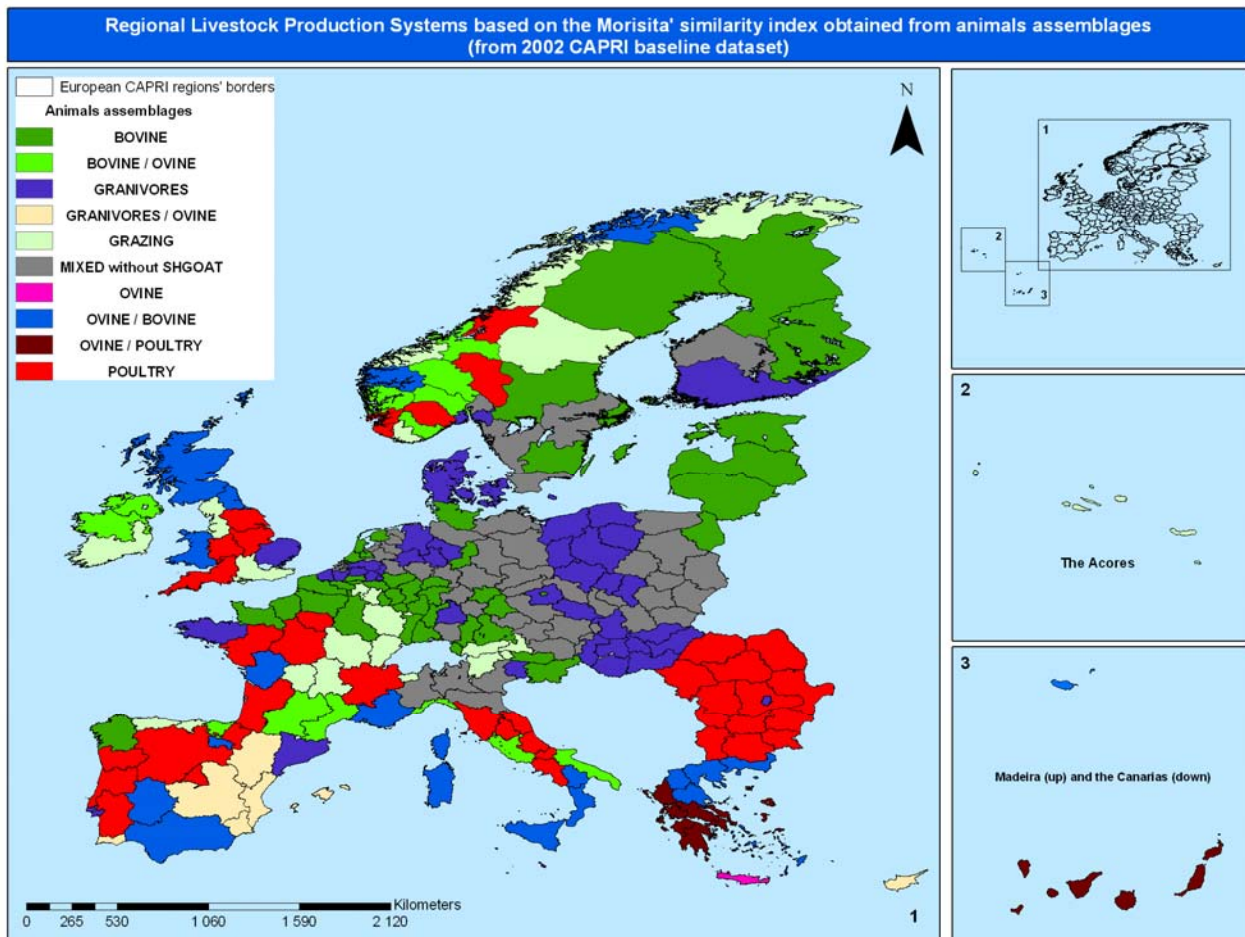 Regional Livestock Production Systems based on the Morisita' similarity index obtained from animals assemblages
(from 2002 CAPRI baseline dataset)
European CAPRI regions' borders
Animals assemblages
BOVINE
BOVINE / OVINE
GRANIVORES
GRANIVORES / OVINE
GRAZING
MIXED without SHGOAT
OVINE
OVINE / BOVINE
OVINE / POULTRY
POULTRY
N
Kilometers
0 265 530 1 060 1 590 2 120
1
1
2
3
2
The Acores
3
Madeira (up) and the Canarias (down)